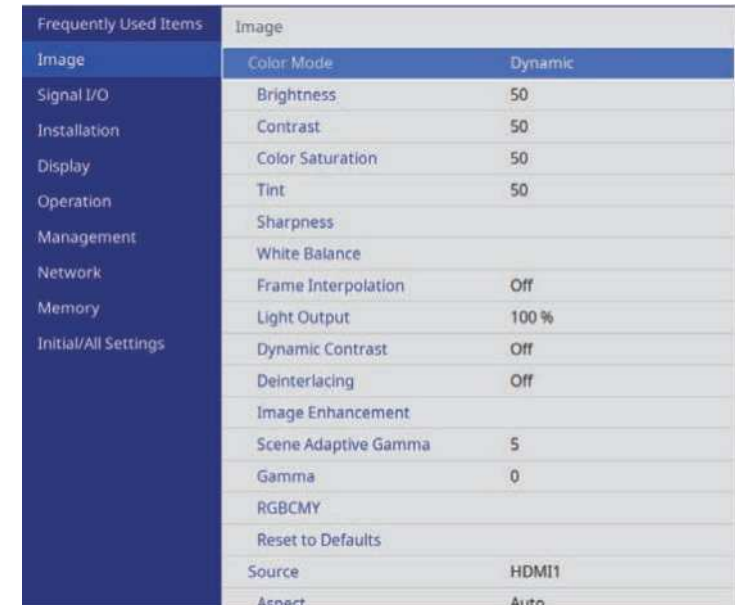 Frequently Used Items
Image
Signal I/O
Installation
Display
Operation
Management
Network
Memory
Initial/All Settings
Image
Color Mode Dynamic
Brightness 50
Contrast 50
Color Saturation 50
Tint 50
Sharpness
White Balance
Frame Interpolation Off
Light Output 100 %
Dynamic Contrast Off
Deinterlacing Off
Image Enhancement
Scene Adaptive Gamma 5
Gamma 0
RGBCMY
Reset to Defaults
Source HDMI1
Aspect Auto